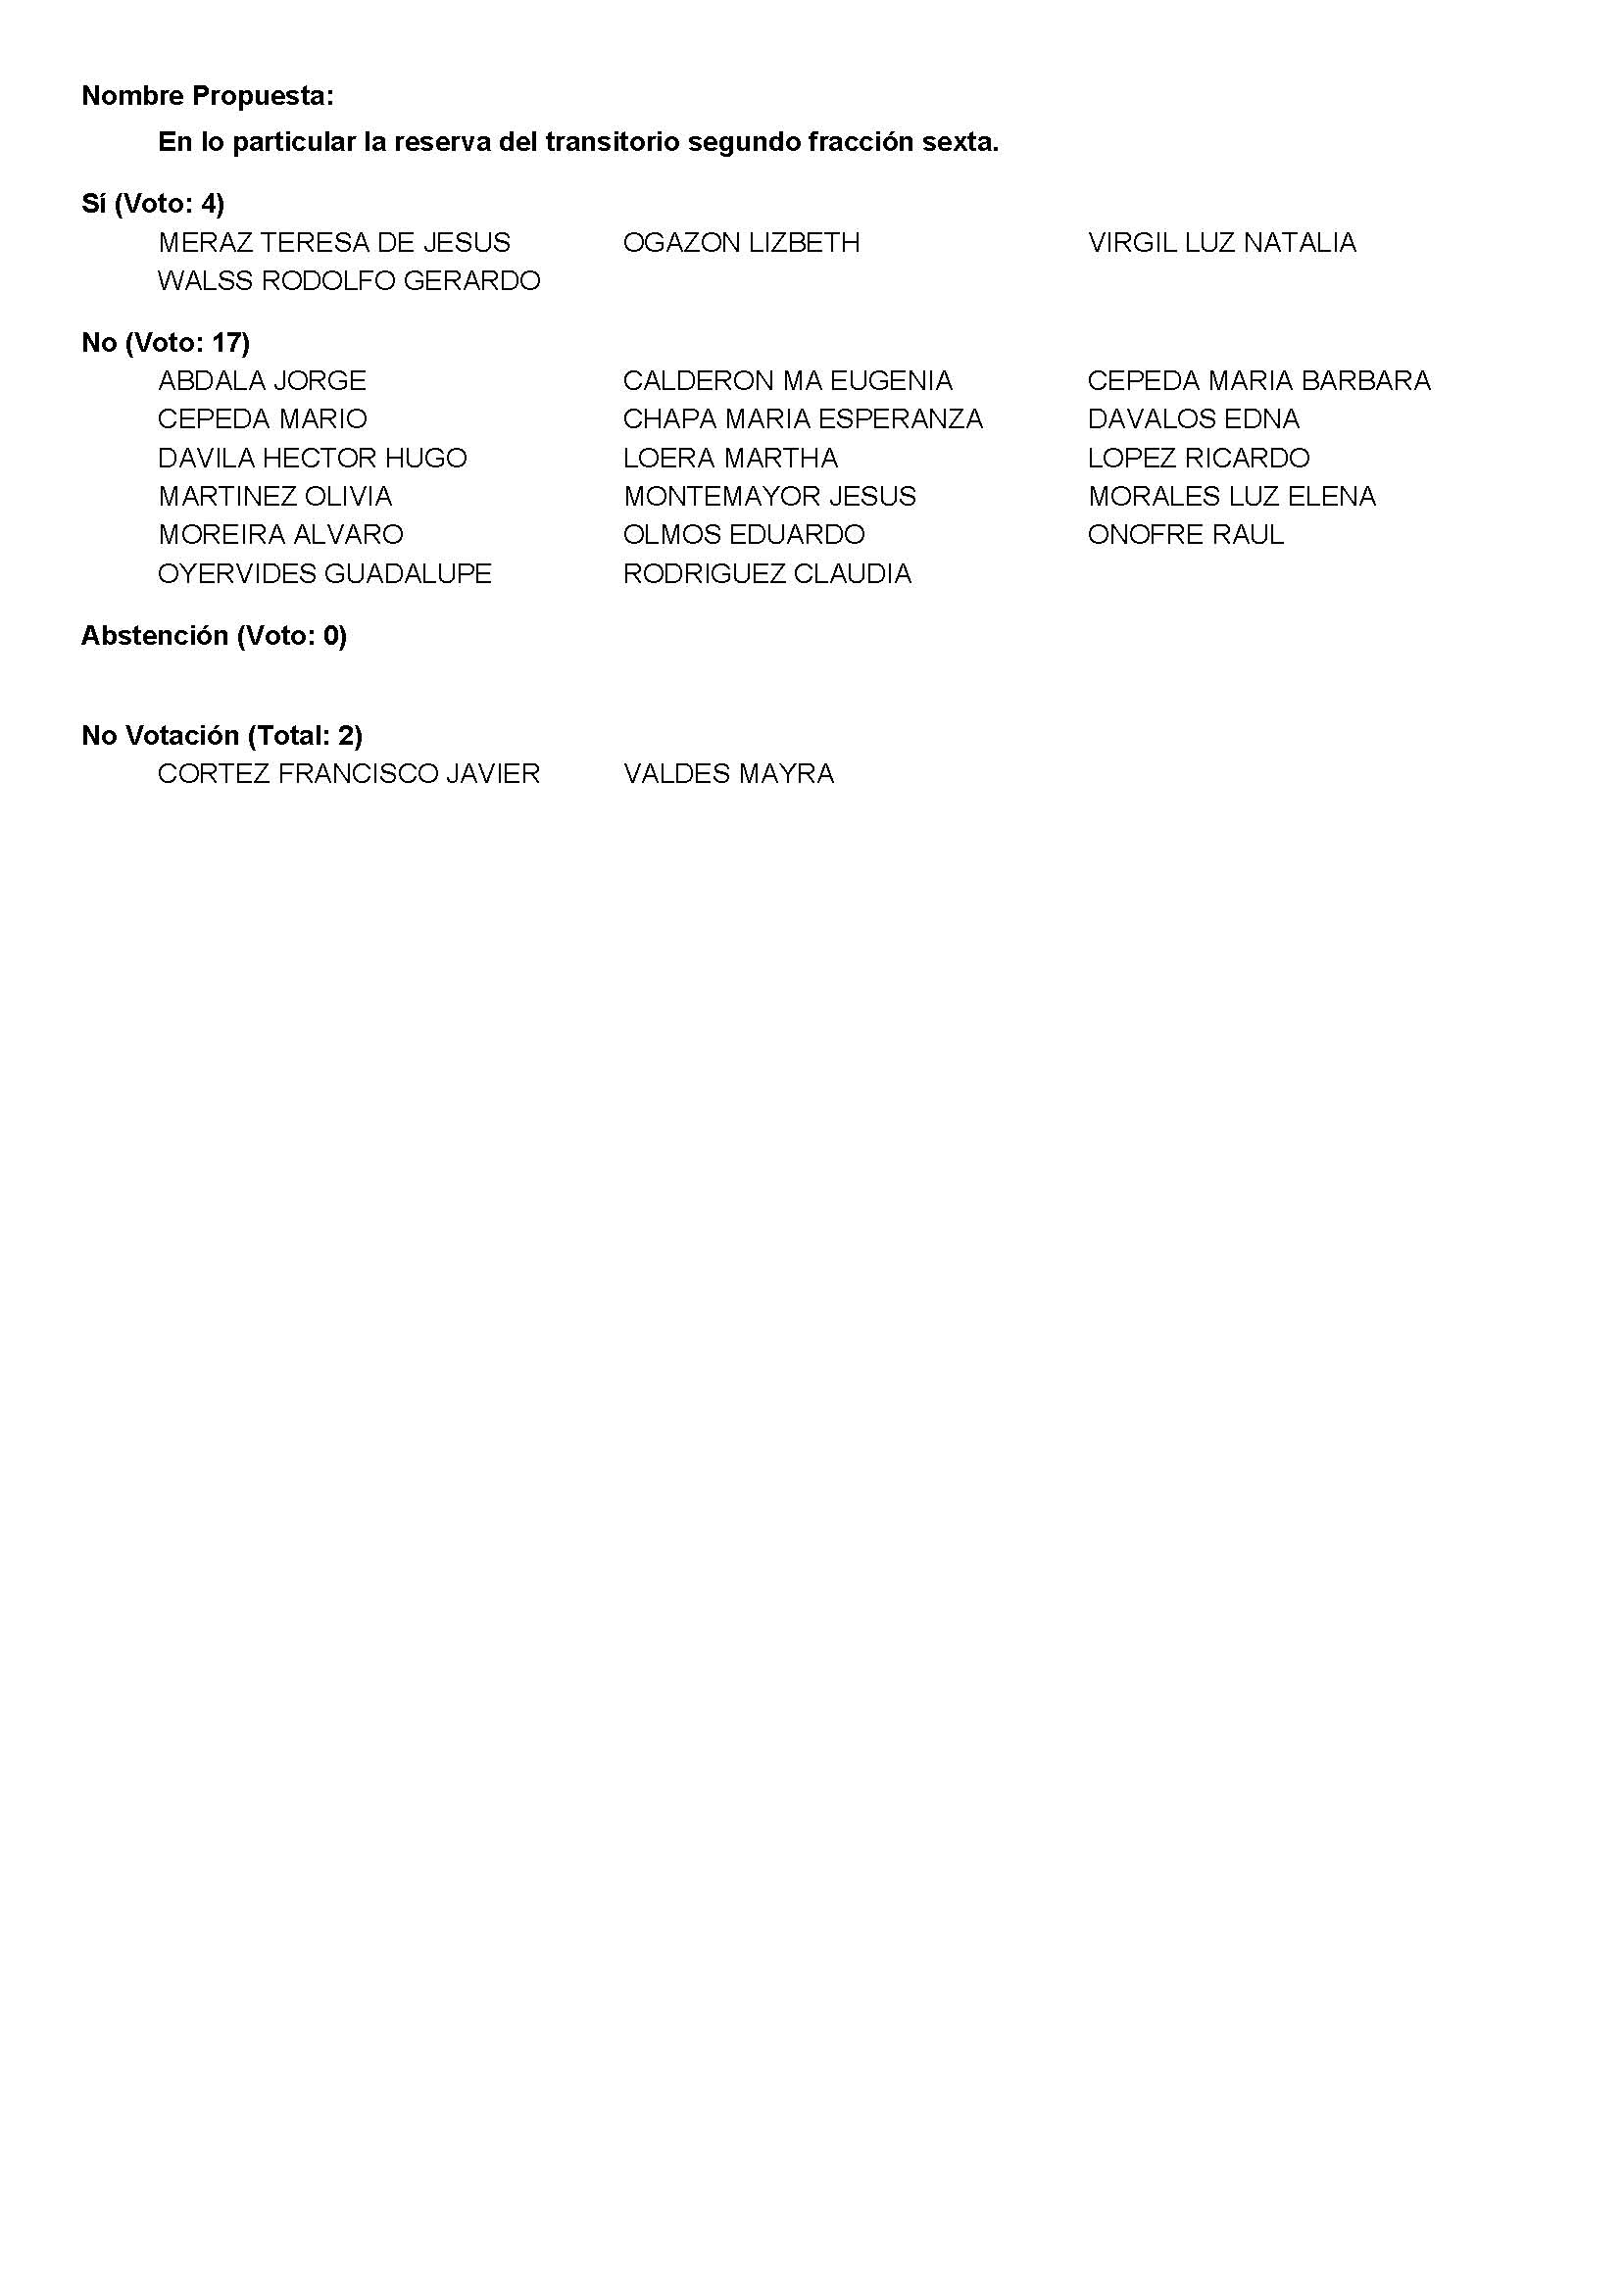 Nombre Propuesta:
En lo particular la reserva del transitorio segundo fracción sexta.
Sí (Voto: 4)
MERAZ TERESA DE JESUS OGAZON LIZBETH VIRGIL LUZ NATALIA
WALSS RODOLFO GERARDO
No (Voto: 17)
ABDALA JORGE CALDERON MA EUGENIA CEPEDA MARIA BARBARA
CEPEDA MARIO CHAPA MARIA ESPERANZA DAVALOS EDNA
DAVILA HECTOR HUGO LOERA MARTHA LOPEZ RICARDO
MARTINEZ OLIVIA MONTEMAYOR JESUS MORALES LUZ ELENA
MOREIRA ALVARO OLMOS EDUARDO ONOFRE RAUL
OYERVIDES GUADALUPE RODRIGUEZ CLAUDIA
Abstención (Voto: 0)
No Votación (Total: 2)
CORTEZ FRANCISCO JAVIER VALDES MAYRA